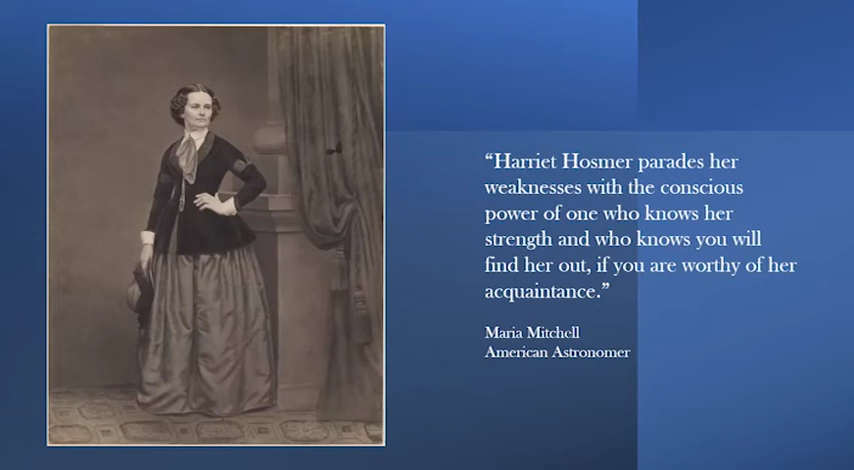 “Harriet Hosmer parades her
weaknesses with the conscious
power of one who knows her
strength and who knows you will
find her out, if you are worthy of her
acquaintance.”
Maria Mitchell
American Astronomer